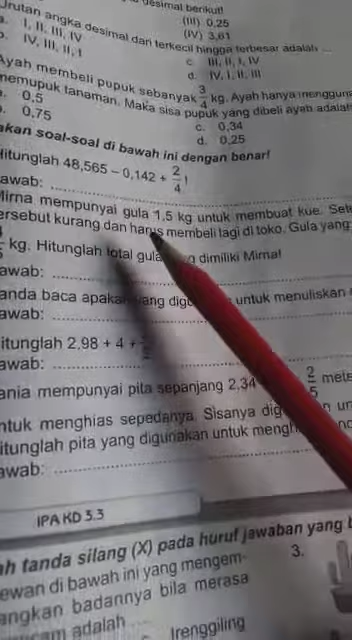 desimal berikut!
(III) 0,25
(IV) 3,61
Urutan angka desimal dari terkecil hingga terbesar adalah ...
I, II, III, IV
c. III, II, I, IV
IV, III, II, I
d. IV, I, II, III
Ayah membeli pupuk sebanyak 3/4 kg. Ayah hanya
memupuk tanaman. Maka sisa pupuk yang dibeli ayah adalah
0,5
c. 0,34
0,75
d. 0,25
akan soal-soal di bawah ini dengan benar!
Hitunglah 48,565 – 0,142 + 2/4!
awab:
Mirna mempunyai gula 1,5 kg untuk membuat kue.
ersebut kurang dan harus membeli lagi di toko. Gula yang
kg. Hitunglah total gula dimiliki Mirna!
awab:
anda baca untuk menuliskan
awab:
itunglah 2,98 + 4 +
awab:
ania mempunyai pita sepanjang 2,34 2/5
ntuk menghias sepedanya. Sisanya
itunglah pita yang digunakan untuk
awab:
IPA KD 3.3
ah tanda silang (X) pada huruf jawaban yang
ewan di bawah ini yang mengem-
3.
angkan badannya bila merasa
adalah
Trenggiling